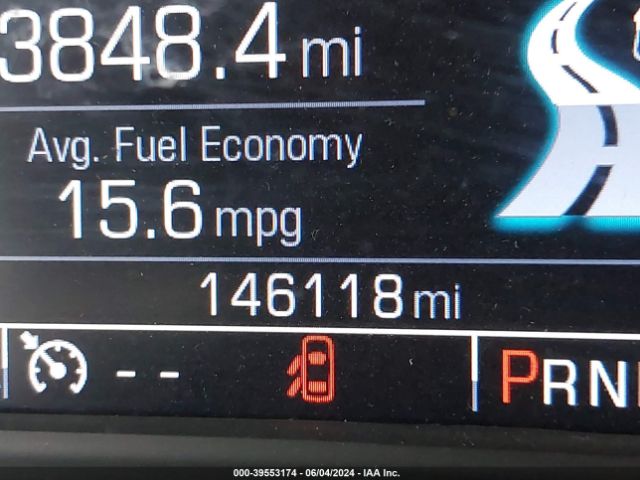 3848.4 mi
Avg. Fuel Economy
15.6 mpg
146118 mi
- -
PRN
000-39553174 - 06/04/2024 - IAA Inc.